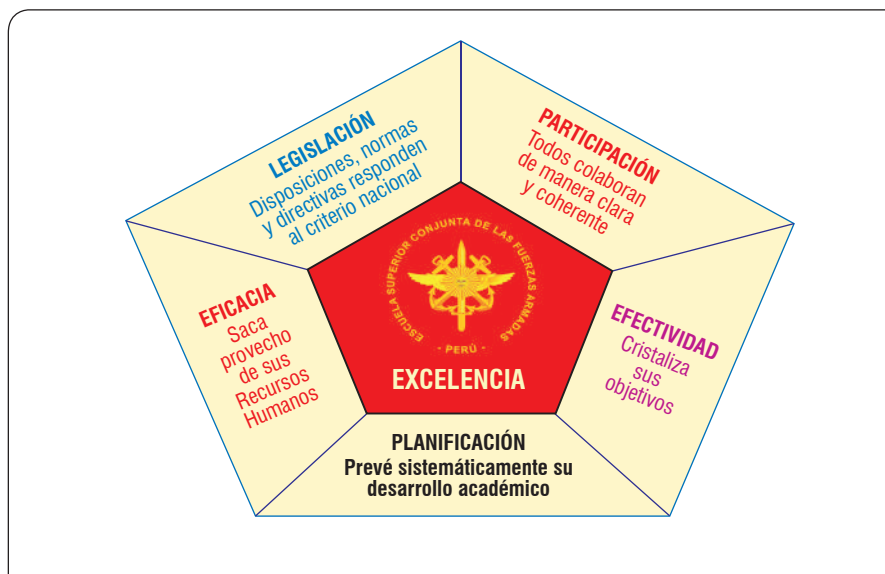 LEGISLACIÓN
Disposiciones, normas
y directivas responden
al criterio nacional
PARTICIPACIÓN
Todos colaboran
de manera clara
y coherente
EFICACIA
Saca
provecho
de sus
Recursos
Humanos
ESCUELA SUPERIOR CONJUNTA DE LAS FUERZAS ARMADAS
- PERÚ -
EXCELENCIA
EFECTIVIDAD
Cristaliza
sus
objetivos
PLANIFICACIÓN
Prevé sistemáticamente su
desarrollo académico